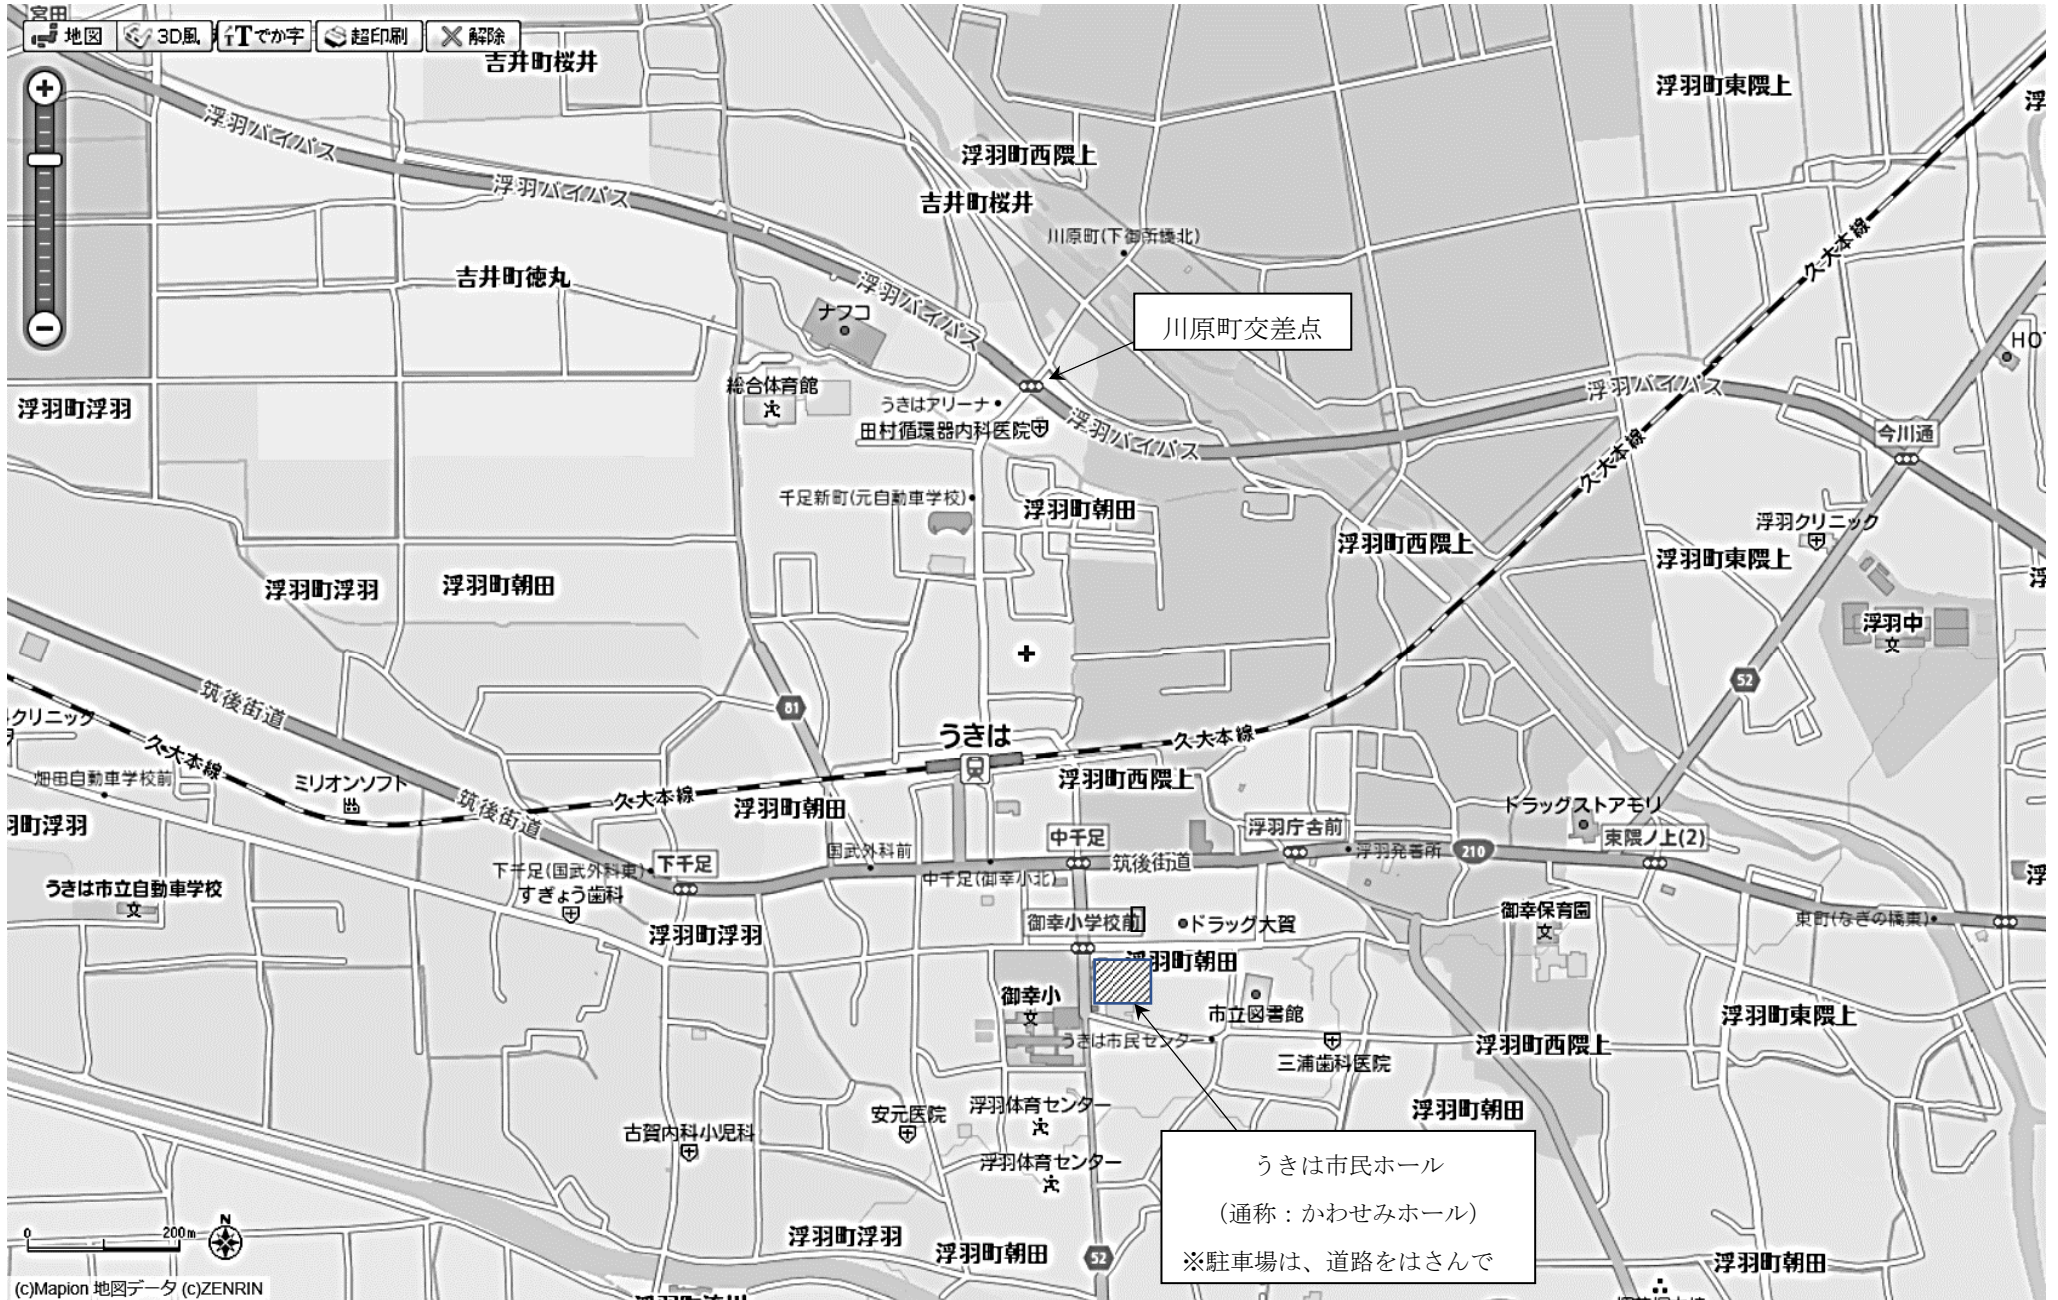 宮田
地図
3D風
でか字
超印刷
解除
吉井町桜井
浮羽町東隈上
浮羽バイパス
浮羽町西隈上
浮羽バイパス
吉井町桜井
川原町(下御所護北)
久大本線
吉井町徳丸
浮羽バイパス
ナフコ
川原町交差点
総合体育館
浮羽バイパス
うきはアリーナ
浮羽町浮羽
田村循環器内科医院
浮羽バイパス
今川通
久大本線
千足新町(元自動車学校)
浮羽町朝田
浮羽クリニック
浮羽町西隈上
浮羽町東隈上
浮羽町浮羽
浮羽町朝田
浮羽中
52
筑後街道
81
クリニック
うきは
久大本線
久大本線
畑田自動車学校前
ミリオンソフト
浮羽町西隈上
筑後街道
久大本線
浮羽町朝田
ドラッグストアモリ
羽町浮羽
中千足
浮羽庁舎前
東隈ノ上(2)
国武外科前
筑後街道
浮羽発着所
210
下千足(国武外科東)
下千足
中千足(御幸小北)
うきは市立自動車学校
すぎょう歯科
御幸保育園
御幸小学校前
ドラッグ大賀
東町(なぎの橋東)
浮羽町浮羽
浮羽町朝田
御幸小
市立図書館
浮羽町東隈上
うきは市民センター
浮羽町西隈上
三浦歯科医院
浮羽体育センター
安元医院
浮羽町朝田
古賀内科小児科
浮羽体育センター
うきは市民ホール
(通称:かわせみホール)
※駐車場は、道路をはさんで
0
200m
N
浮羽町浮羽
浮羽町朝田
52
浮羽町朝田
(c)Mapion 地図データ (c)ZENRIN